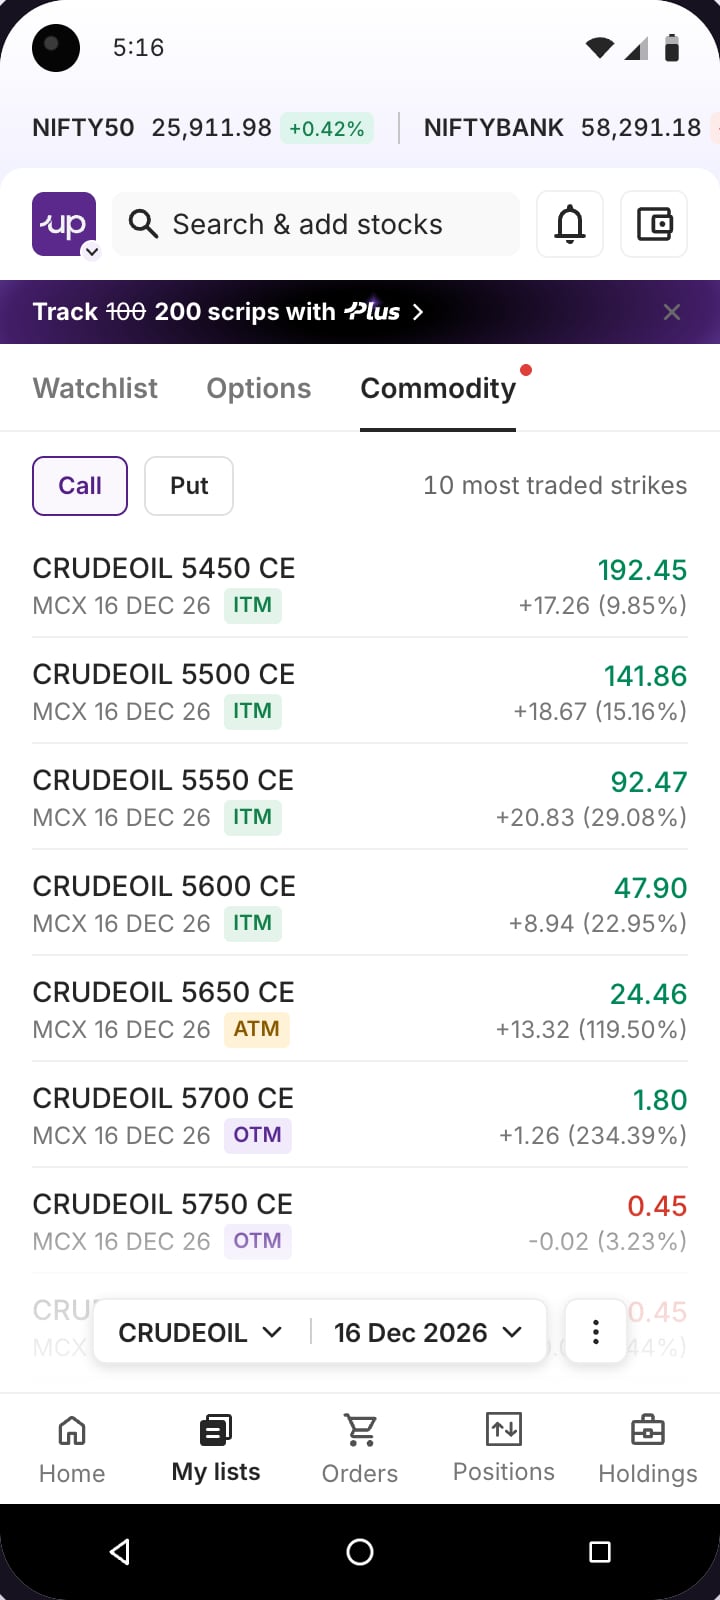 5:16
NIFTY50 25,911.98 +0.42% NIFTYBANK 58,291.18
up Search & add stocks
Track 100 200 scrips with Plus
Watchlist Options Commodity
Call Put 10 most traded strikes
CRUDEOIL 5450 CE 192.45
MCX 16 DEC 26 ITM +17.26 (9.85%)
CRUDEOIL 5500 CE 141.86
MCX 16 DEC 26 ITM +18.67 (15.16%)
CRUDEOIL 5550 CE 92.47
MCX 16 DEC 26 ITM +20.83 (29.08%)
CRUDEOIL 5600 CE 47.90
MCX 16 DEC 26 ITM +8.94 (22.95%)
CRUDEOIL 5650 CE 24.46
MCX 16 DEC 26 ATM +13.32 (119.50%)
CRUDEOIL 5700 CE 1.80
MCX 16 DEC 26 OTM +1.26 (234.39%)
CRUDEOIL 5750 CE 0.45
MCX 16 DEC 26 OTM -0.02 (3.23%)
0.45
MCX
CRUDEOIL 16 Dec 2026
Home My lists Orders Positions Holdings